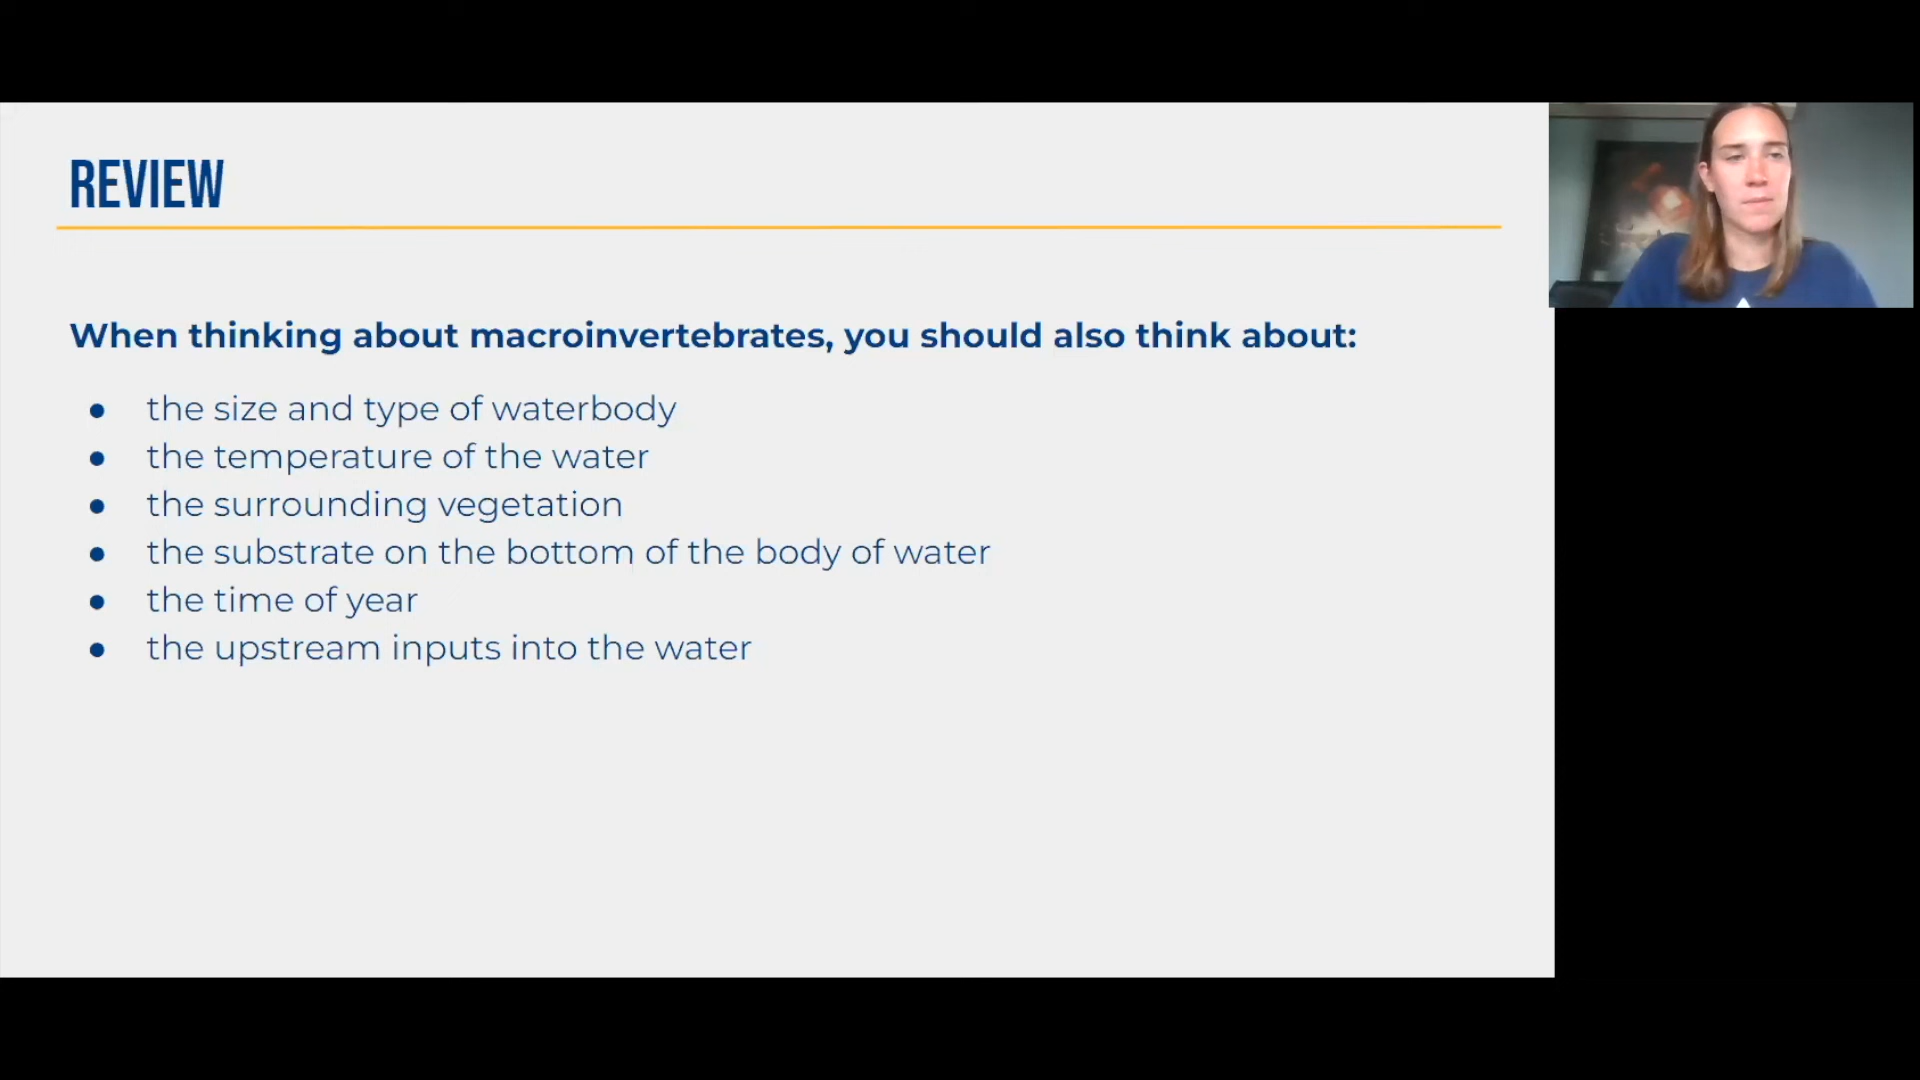 REVIEW
When thinking about macroinvertebrates, you should also think about:
● the size and type of waterbody
● the temperature of the water
● the surrounding vegetation
● the substrate on the bottom of the body of water
● the time of year
● the upstream inputs into the water